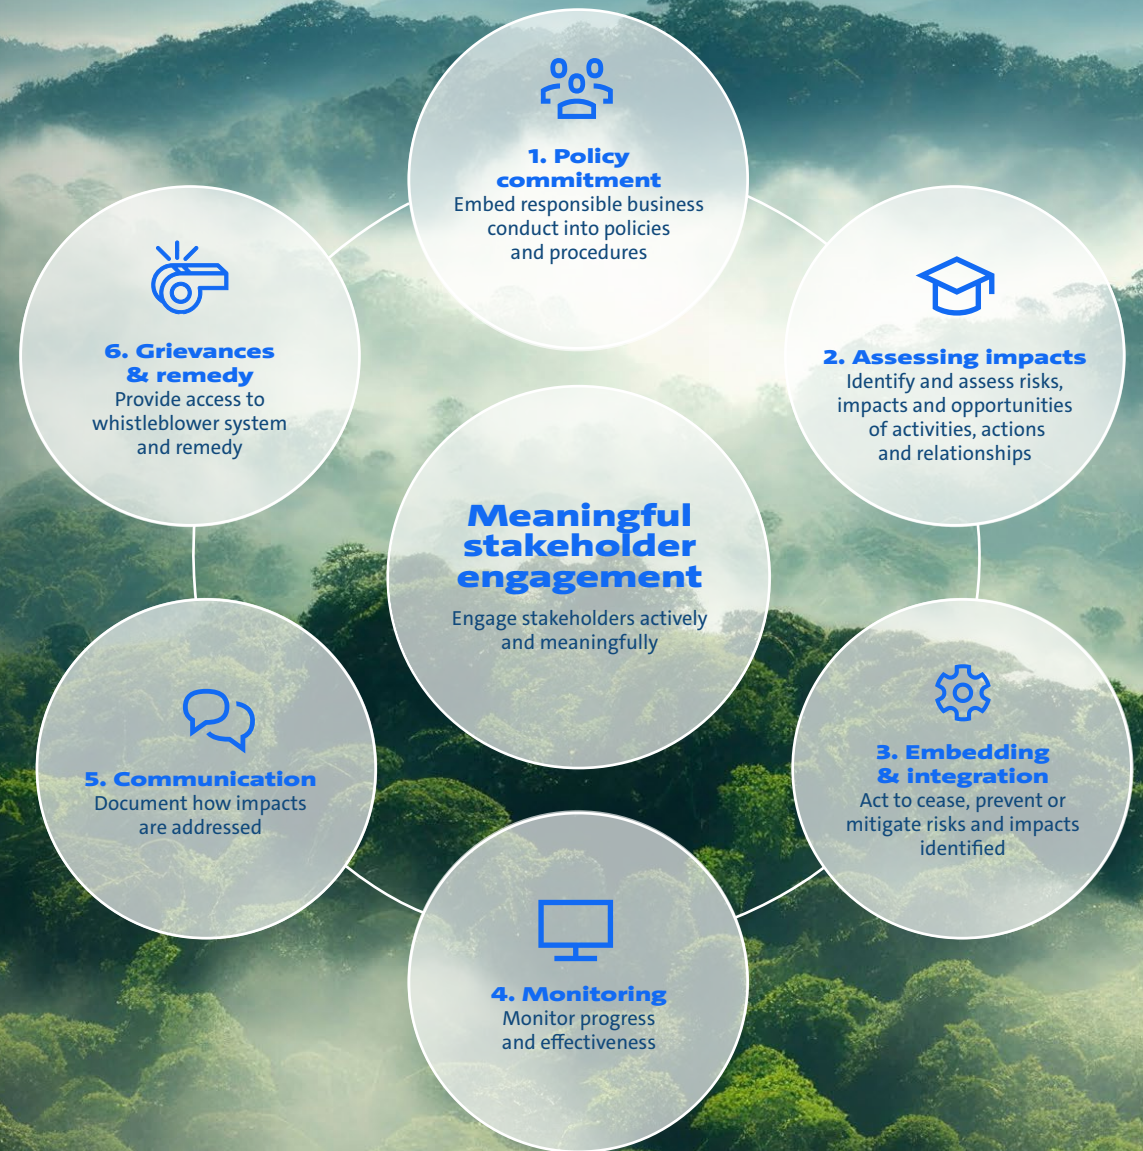 1. Policy
commitment
Embed responsible business
conduct into policies
and procedures
2. Assessing impacts
Identify and assess risks,
impacts and opportunities
of activities, actions
and relationships
3. Embedding
& integration
Act to cease, prevent or
mitigate risks and impacts
identified
4. Monitoring
Monitor progress
and effectiveness
5. Communication
Document how impacts
are addressed
6. Grievances
& remedy
Provide access to
whistleblower system
and remedy
Meaningful
stakeholder
engagement
Engage stakeholders actively
and meaningfully